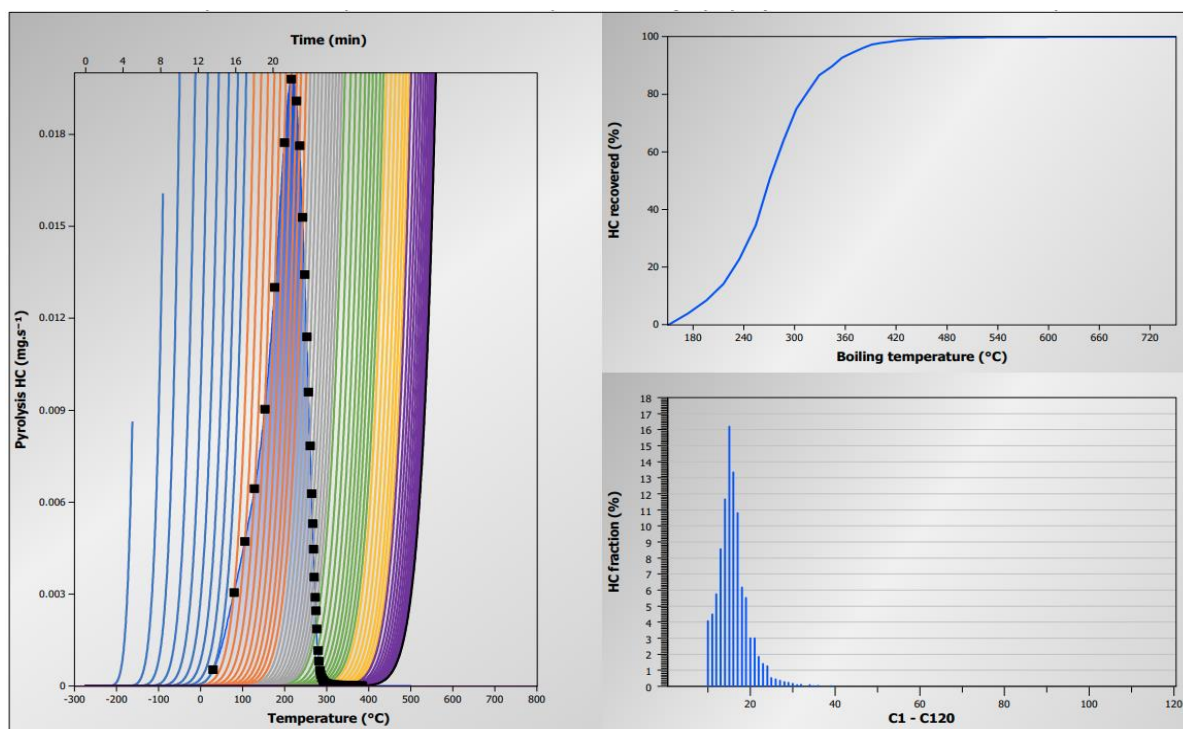 Time (min)
0 4 8 12 16 20
Pyrolysis HC (mg.s⁻¹)
0.018
0.015
0.012
0.009
0.006
0.003
0
-300 -200 -100 0 100 200 300 400 500 600 700 800
Temperature (°C)
HC recovered (%)
100
80
60
40
20
0
180 240 300 360 420 480 540 600 660 720
Boiling temperature (°C)
HC fraction (%)
18
17
16
15
14
13
12
11
10
9
8
7
6
5
4
3
2
1
0
20 40 60 80 100 120
C1 - C120